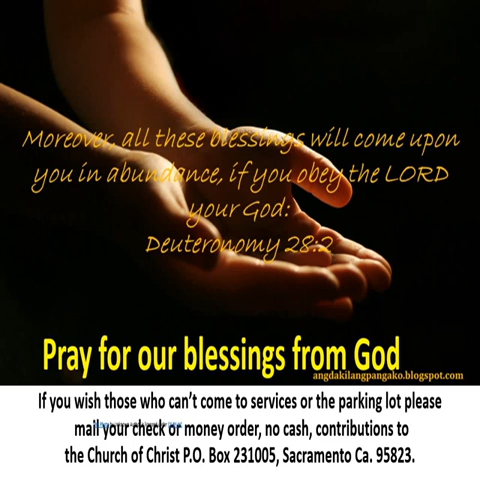 Moreover, all these blessings will come upon
you in abundance, if you obey the LORD
your God:
Deuteronomy 28:2
Pray for our blessings from God
angdakilangpangako.blogspot.com
If you wish those who can’t come to services or the parking lot please
mail your check or money order, no cash, contributions to
the Church of Christ P.O. Box 231005, Sacramento Ca. 95823.